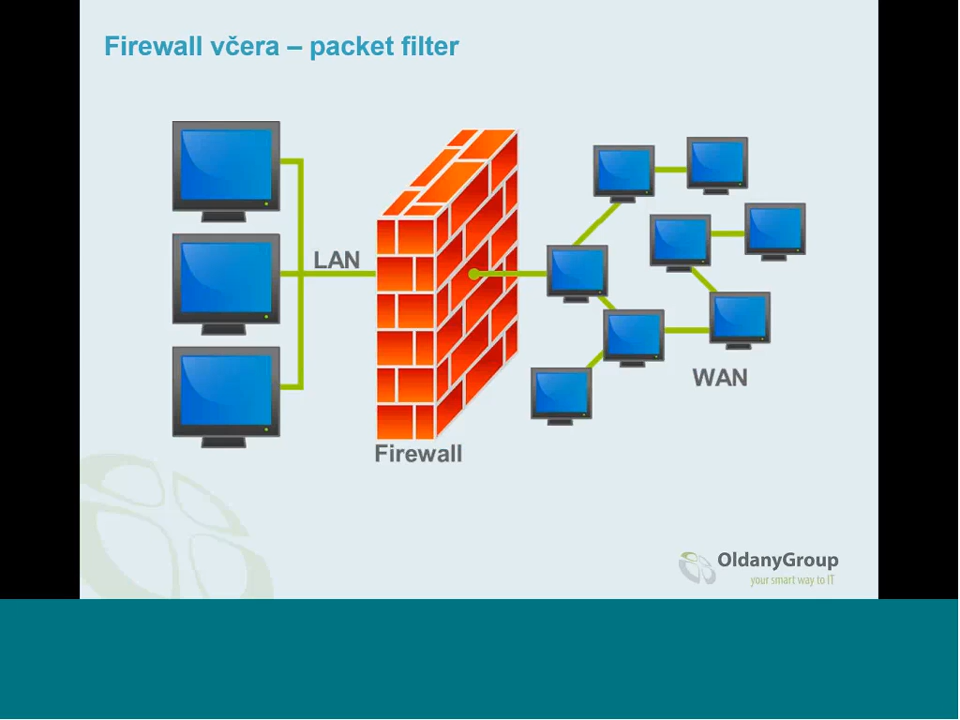 Firewall včera – packet filter
LAN
WAN
Firewall
OldanyGroup
your smart way to IT